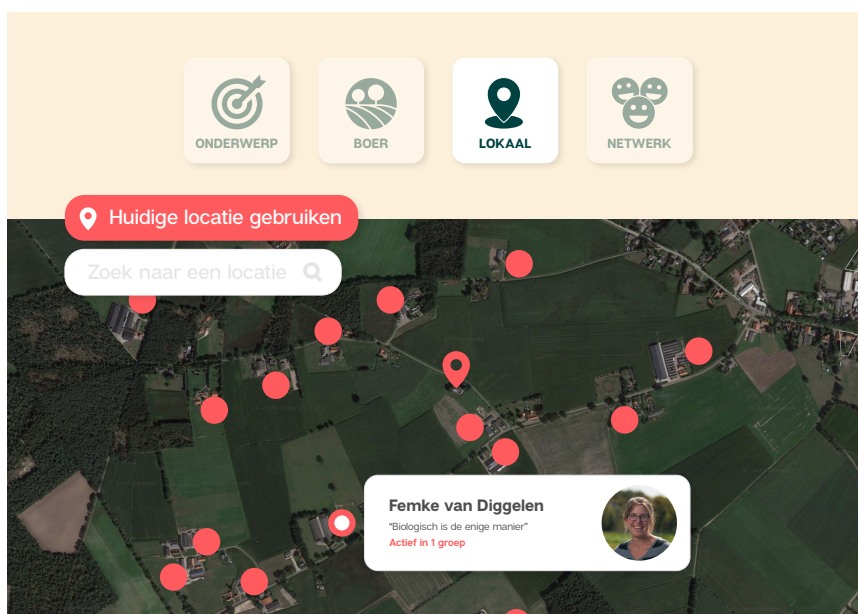 ONDERWERP
BOER
LOKAAL
NETWERK
Huidige locatie gebruiken
Zoek naar een locatie
Femke van Diggelen
"Biologisch is de enige manier"
Actief in 1 groep